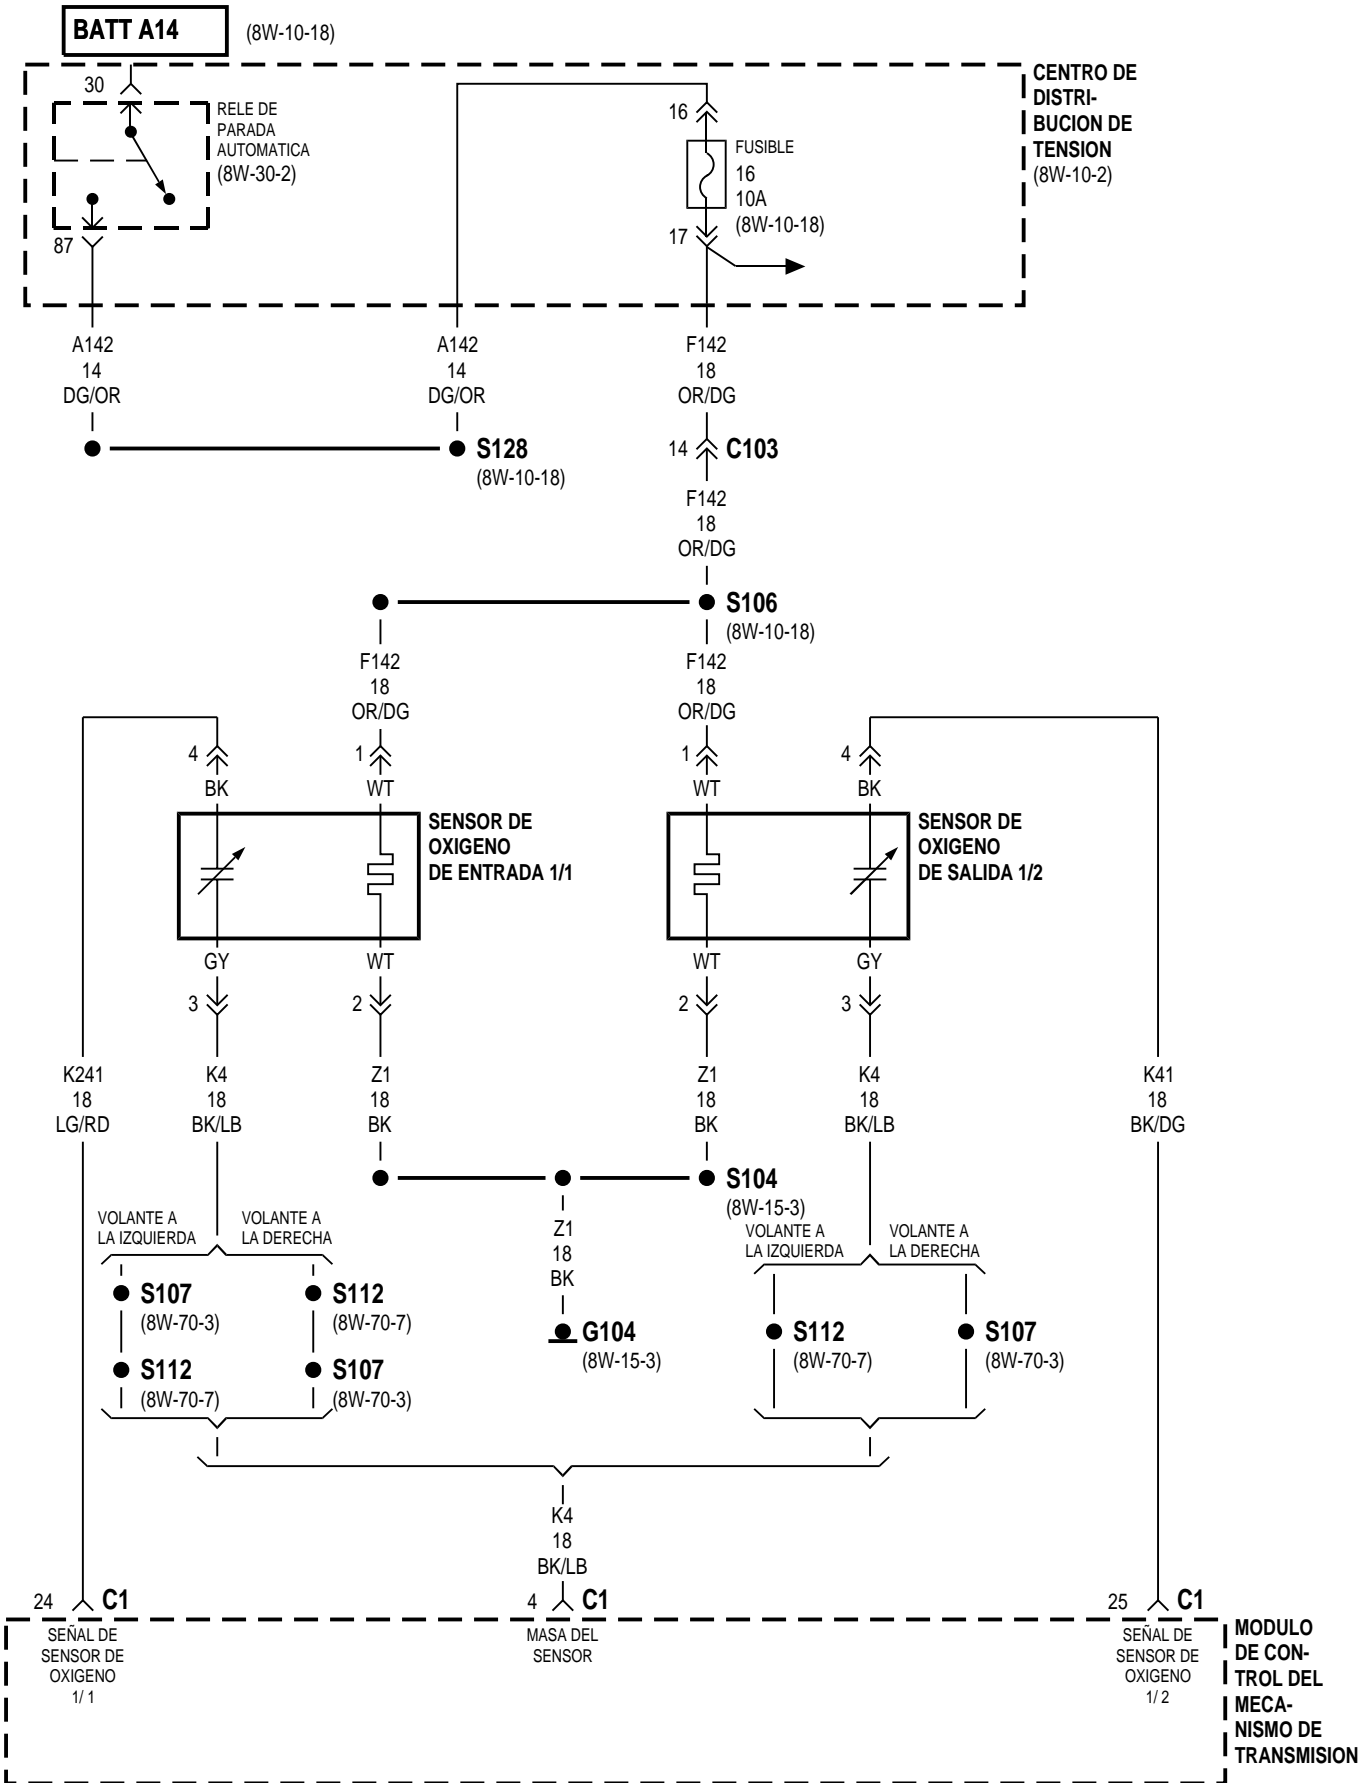 BATT A14
(8W-10-18)
30
RELE DE
PARADA
AUTOMATICA
(8W-30-2)
87
16
FUSIBLE
16
10A
(8W-10-18)
17
CENTRO DE
DISTRI-
BUCION DE
TENSION
(8W-10-2)
A142
14
DG/OR
A142
14
DG/OR
F142
18
OR/DG
S128
(8W-10-18)
14
C103
F142
18
OR/DG
S106
(8W-10-18)
F142
18
OR/DG
F142
18
OR/DG
4
1
1
4
BK
WT
WT
BK
SENSOR DE
OXIGENO
DE ENTRADA 1/1
SENSOR DE
OXIGENO
DE SALIDA 1/2
GY
WT
WT
GY
3
2
2
3
K241
18
LG/RD
K4
18
BK/LB
Z1
18
BK
Z1
18
BK
K4
18
BK/LB
K41
18
BK/DG
S104
(8W-15-3)
VOLANTE A
LA IZQUIERDA
VOLANTE A
LA DERECHA
Z1
18
BK
VOLANTE A
LA IZQUIERDA
VOLANTE A
LA DERECHA
S107
(8W-70-3)
S112
(8W-70-7)
S112
(8W-70-7)
S107
(8W-70-3)
G104
(8W-15-3)
S112
(8W-70-7)
S107
(8W-70-3)
K4
18
BK/LB
24
C1
4
C1
25
C1
SEÑAL DE
SENSOR DE
OXIGENO
1/ 1
MASA DEL
SENSOR
SEÑAL DE
SENSOR DE
OXIGENO
1/ 2
MODULO
DE CON-
TROL DEL
MECA-
NISMO DE
TRANSMISION